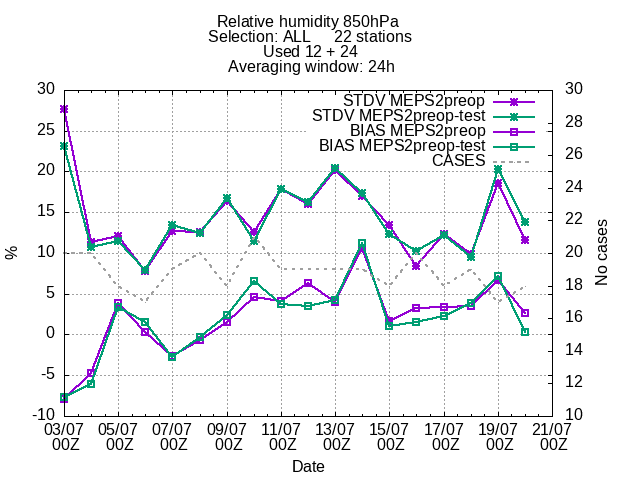 Relative humidity 850hPa
Selection: ALL 22 stations
Used 12 + 24
Averaging window: 24h
STDV MEPS2preop
STDV MEPS2preop-test
BIAS MEPS2preop
BIAS MEPS2preop-test
CASES
%
30
25
20
15
10
5
0
-5
-10
30
28
26
24
22
20
18
16
14
12
10
No cases
03/07 05/07 07/07 09/07 11/07 13/07 15/07 17/07 19/07 21/07
00Z 00Z 00Z 00Z 00Z 00Z 00Z 00Z 00Z 00Z
Date